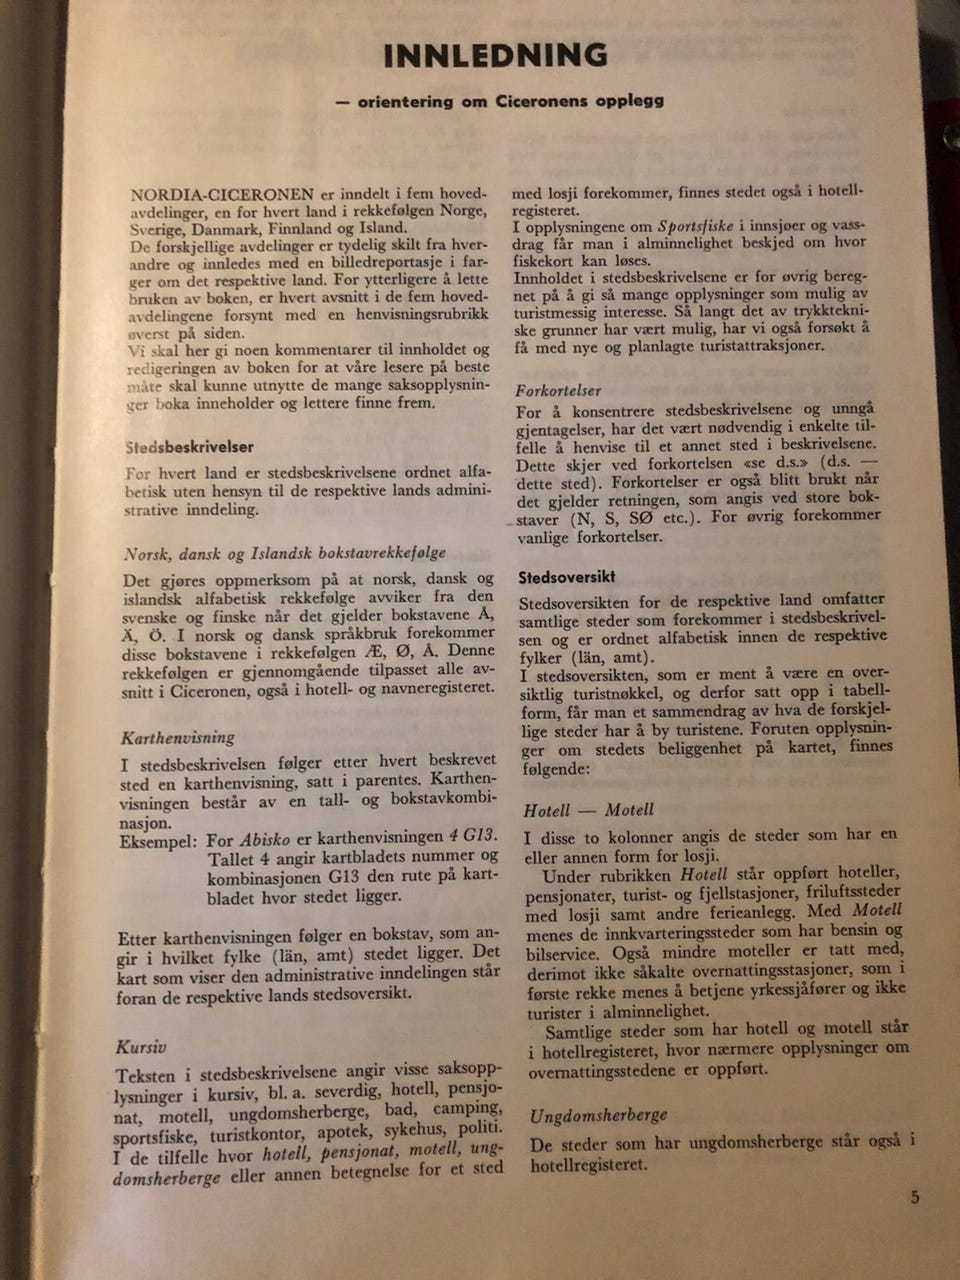 INNLEDNING
— orientering om Ciceronens opplegg
NORDIA-CICERONEN er inndelt i fem hoved-
avdelinger, en for hvert land i rekkefølgen Norge,
Sverige, Danmark, Finnland og Island.
De forskjellige avdelinger er tydelig skilt fra hver-
andre og innledes med en billedreportasje i far-
ger om det respektive land. For ytterligere å lette
bruken av boken, er hvert avsnitt i de fem hoved-
avdelingene forsynt med en henvisningsrubrikk
øverst på siden.
Vi skal her gi noen kommentarer til innholdet og
redigeringen av boken for at våre lesere på beste
måte skal kunne utnytte de mange saksopplysnin-
ger boka inneholder og lettere finne frem.
Stedsbeskrivelser
For hvert land er stedsbeskrivelsene ordnet alfa-
betisk uten hensyn til de respektive lands admini-
strative inndeling.
Norsk, dansk og Islandsk bokstavrekkefølge
Det gjøres oppmerksom på at norsk, dansk og
islandsk alfabetisk rekkefølge avviker fra den
svenske og finske når det gjelder bokstavene Å,
Ä, Ö. I norsk og dansk språkbruk forekommer
disse bokstavene i rekkefølgen Æ, Ø, Å. Denne
rekkefølgen er gjennomgående tilpasset alle av-
snitt i Ciceronen, også i hotell- og navneregisteret.
Karthenvisning
I stedsbeskrivelsen følger etter hvert beskrevet
sted en karthenvisning, satt i parentes. Karthen-
visningen består av en tall- og bokstavkombi-
nasjon.
Eksempel: For Abisko er karthenvisningen 4 G13.
Tallet 4 angir kartbladets nummer og
kombinasjonen G13 den rute på kart-
bladet hvor stedet ligger.
Etter karthenvisningen følger en bokstav, som an-
gir i hvilket fylke (län, amt) stedet ligger. Det
kart som viser den administrative inndelingen står
foran de respektive lands stedsoversikt.
Kursiv
Teksten i stedsbeskrivelsene angir visse saksopp-
lysninger i kursiv, bl. a. severdig, hotell, pensjo-
nat, motell, ungdomsherberge, bad, camping,
sportsfiske, turistkontor, apotek, sykehus, politi.
I de tilfelle hvor hotell, pensjonat, motell, ung-
domsherberge eller annen betegnelse for et sted
med losji forekommer, finnes stedet også i hotell-
registeret.
I opplysningene om Sportsfiske i innsjøer og vass-
drag får man i alminnelighet beskjed om hvor
fiskekort kan løses.
Innholdet i stedsbeskrivelsene er for øvrig bereg-
net på å gi så mange opplysninger som mulig av
turistmessig interesse. Så langt det av trykktekni-
ske grunner har vært mulig, har vi også forsøkt å
få med nye og planlagte turistattraksjoner.
Forkortelser
For å konsentrere stedsbeskrivelsene og unngå
gjentagelser, har det vært nødvendig i enkelte til-
felle å henvise til et annet sted i beskrivelsene.
Dette skjer ved forkortelsen «se d.s.» (d.s. —
dette sted). Forkortelser er også blitt brukt når
det gjelder retningen, som angis ved store bok-
staver (N, S, SØ etc.). For øvrig forekommer
vanlige forkortelser.
Stedsoversikt
Stedsoversikten for de respektive land omfatter
samtlige steder som forekommer i stedsbeskrivel-
sen og er ordnet alfabetisk innen de respektive
fylker (län, amt).
I stedsoversikten, som er ment å være en over-
siktlig turistnøkkel, og derfor satt opp i tabell-
form, får man et sammendrag av hva de forskjel-
lige steder har å by turistene. Foruten opplysnin-
ger om stedets beliggenhet på kartet, finnes
følgende:
Hotell — Motell
I disse to kolonner angis de steder som har en
eller annen form for losji.
Under rubrikken Hotell står oppført hoteller,
pensjonater, turist- og fjellstasjoner, friluftssteder
med losji samt andre ferieanlegg. Med Motell
menes de innkvarteringssteder som har bensin og
bilservice. Også mindre moteller er tatt med,
derimot ikke såkalte overnattingsstasjoner, som i
første rekke menes å betjene yrkessjåfører og ikke
turister i alminnelighet.
Samtlige steder som har hotell og motell står
i hotellregisteret, hvor nærmere opplysninger om
overnattingsstedene er oppført.
Ungdomsherberge
De steder som har ungdomsherberge står også i
hotellregisteret.
5